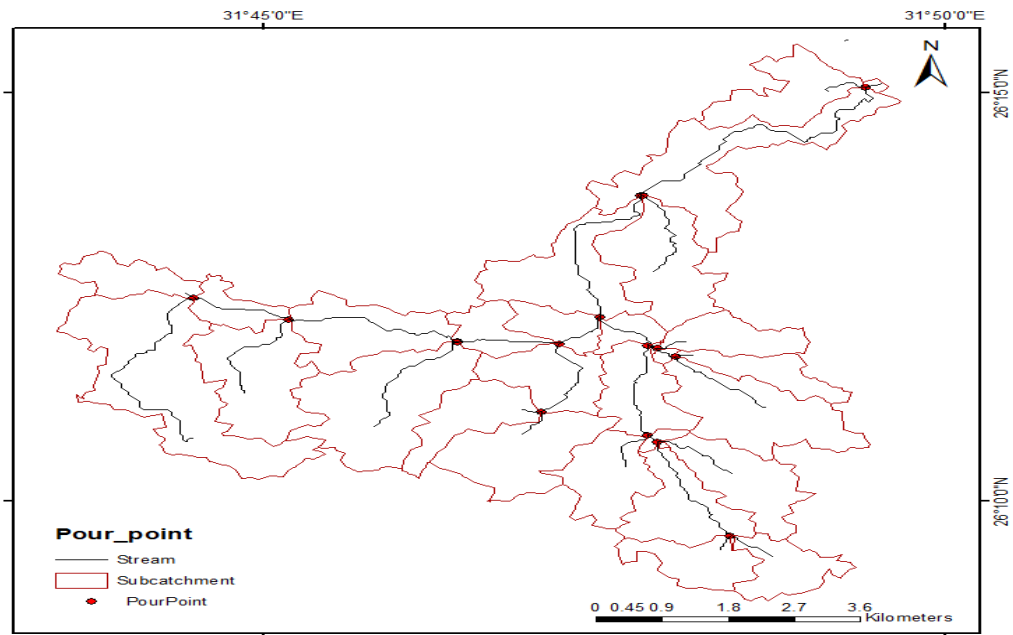 31°45'0"E 31°50'0"E
N
26°15'0"N
26°10'0"N
Pour_point
Stream
Subcatchment
PourPoint
0 0.45 0.9 1.8 2.7 3.6
Kilometers